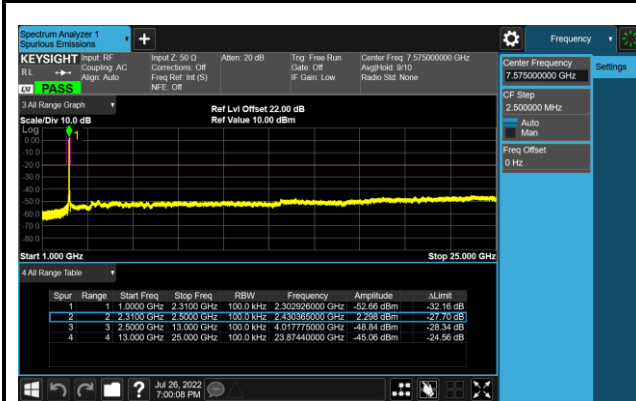 Spectrum Analyzer 1
Spurious Emissions
Frequency
KEYSIGHT
Input: RF
Input Z: 50 Ω
Atten: 20 dB
Trig: Free Run
Center Freq: 7.575000000 GHz
R L
Coupling: AC
Corrections: Off
Gate: Off
Avg|Hold: 9/10
Align: Auto
Freq Ref: Int (S)
IF Gain: Low
Radio Std: None
NFE: Off
LXI
PASS
Center Frequency
7.575000000 GHz
Settings
CF Step
2.500000 MHz
Auto
Man
Freq Offset
0 Hz
3 All Range Graph
Ref Lvl Offset 22.00 dB
Scale/Div 10.0 dB
Ref Value 10.00 dBm
Log
1
0.00
-10.0
-20.0
-30.0
-40.0
-50.0
-60.0
-70.0
-80.0
Start 1.000 GHz
Stop 25.000 GHz
4 All Range Table
Spur Range Start Freq Stop Freq RBW Frequency Amplitude ΔLimit
1 1 1.0000 GHz 2.3100 GHz 100.0 kHz 2.302926000 GHz -52.66 dBm -32.16 dB
2 2 2.3100 GHz 2.5000 GHz 100.0 kHz 2.430365000 GHz 2.298 dBm -27.70 dB
3 3 2.5000 GHz 13.000 GHz 100.0 kHz 4.017775000 GHz -48.84 dBm -28.34 dB
4 4 13.000 GHz 25.000 GHz 100.0 kHz 23.87440000 GHz -45.06 dBm -24.56 dB
Jul 26, 2022
7:00:08 PM